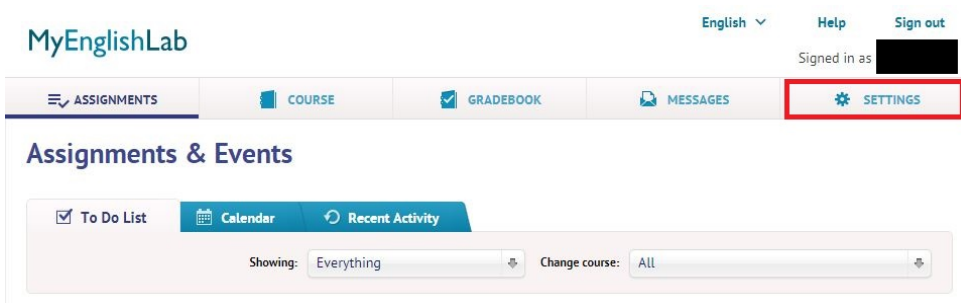 MyEnglishLab
English Help Sign out
Signed in as
ASSIGNMENTS COURSE GRADEBOOK MESSAGES SETTINGS
Assignments & Events
To Do List Calendar Recent Activity
Showing: Everything Change course: All